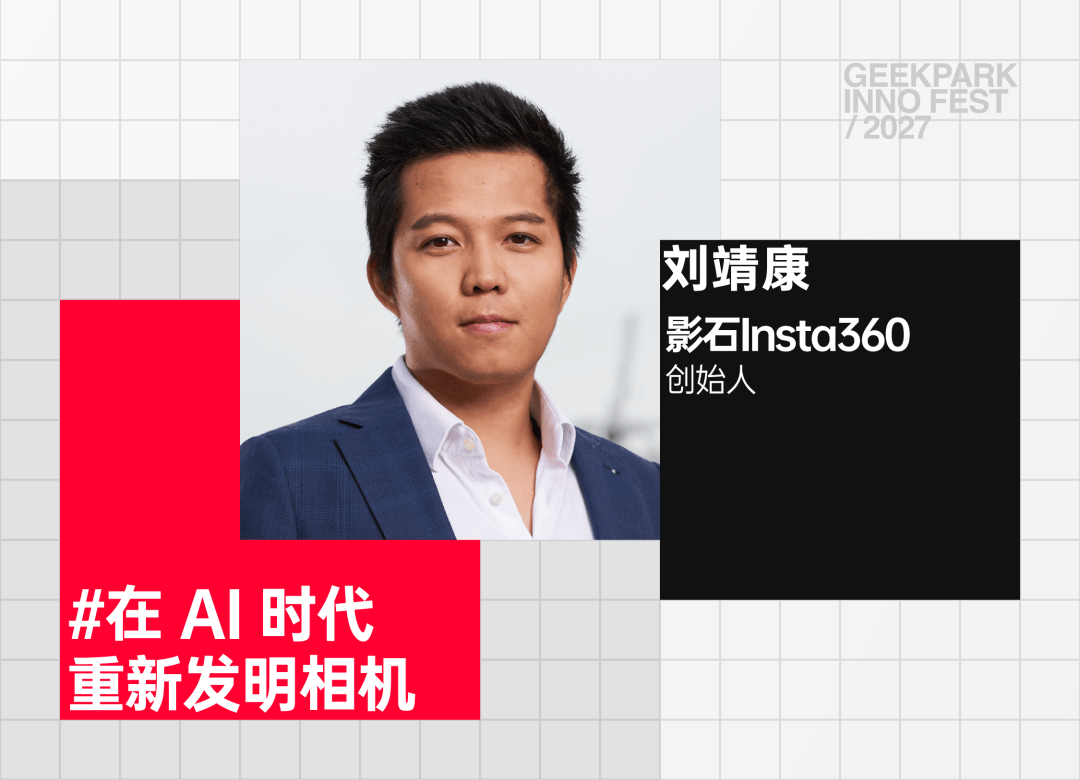 GEEKPARK
INNO FEST
/ 2027
刘靖康
影石Insta360
创始人
#在 AI 时代
重新发明相机